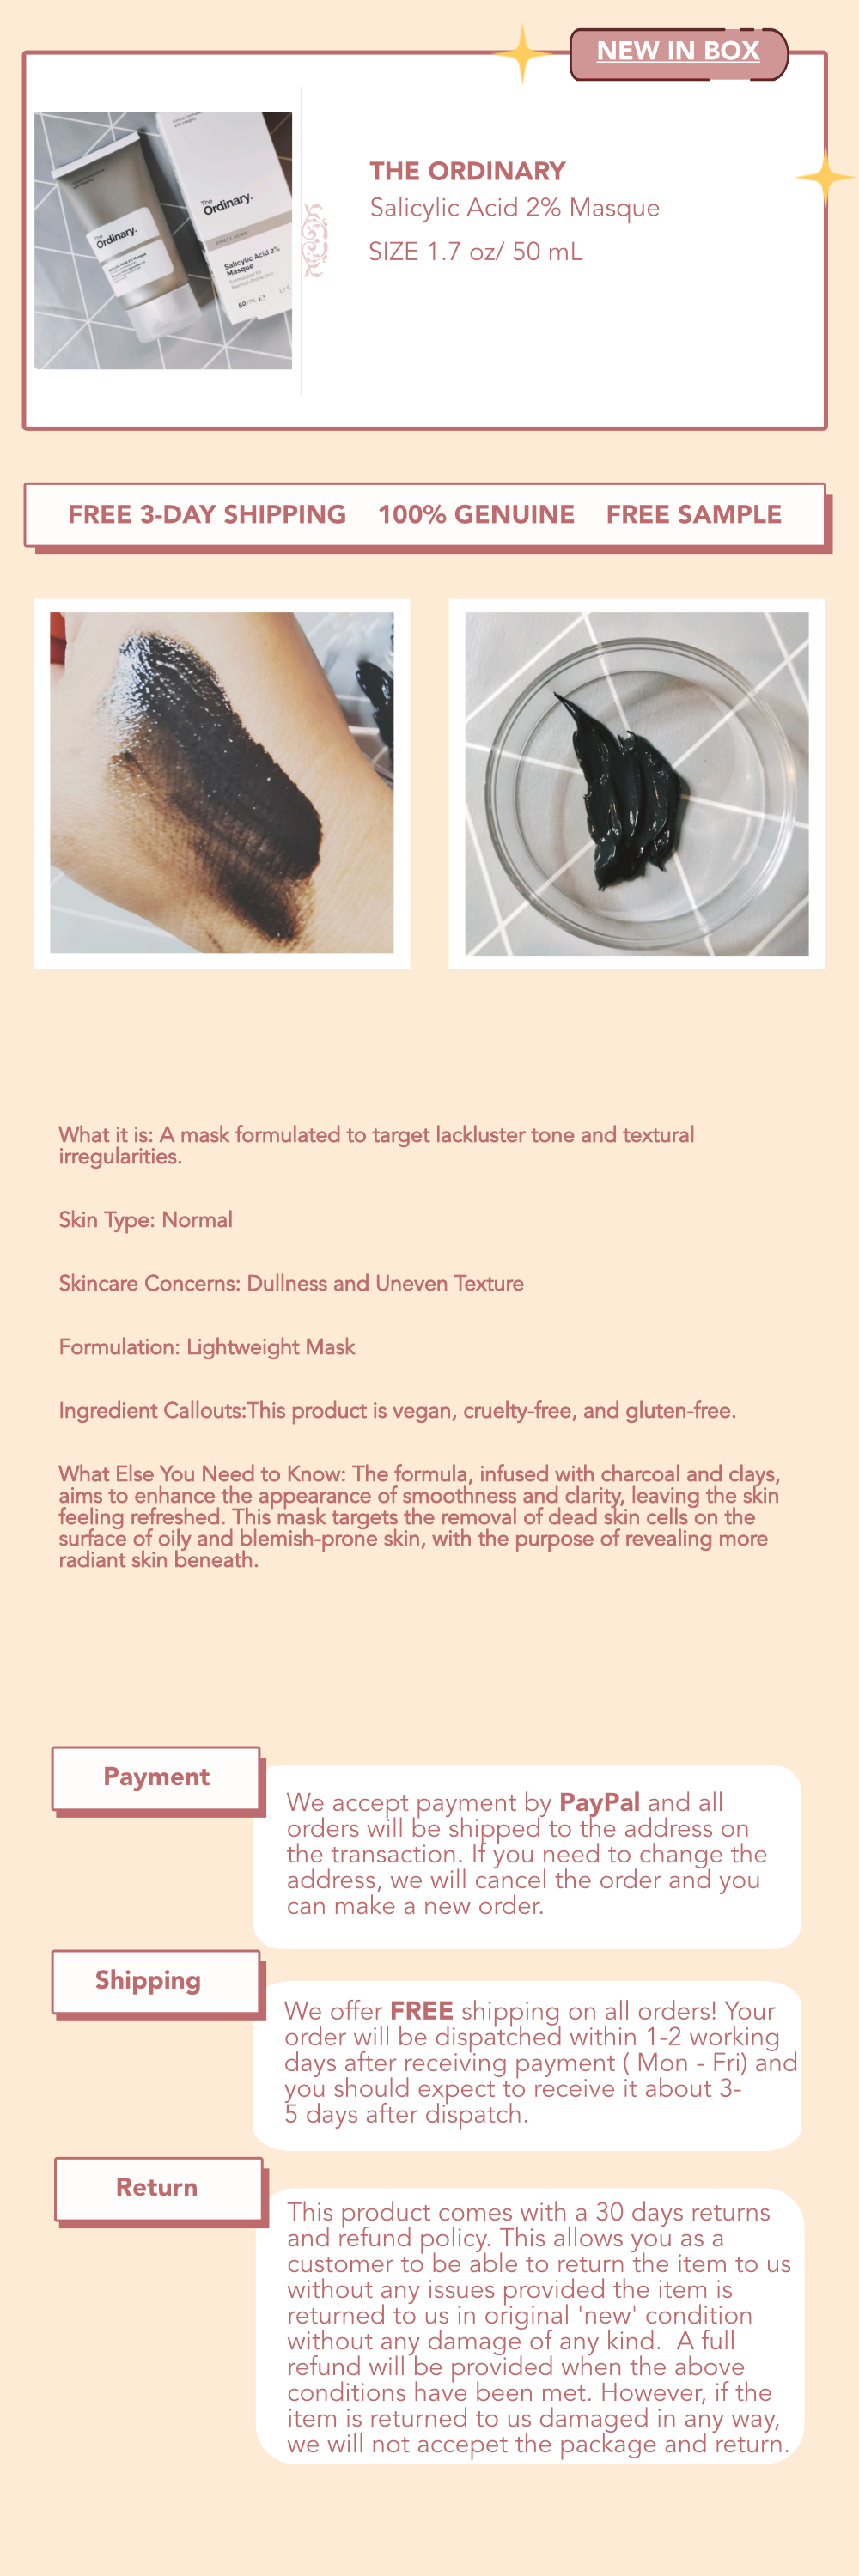 NEW IN BOX
THE ORDINARY
Salicylic Acid 2% Masque
SIZE 1.7 oz/ 50 mL
The
Ordinary.
The
Ordinary.
DIRECT ACIDS
Salicylic Acid 2%
Masque
Formulated for
Blemish-Prone Skin
50 mL
Salicylic Acid 2% Masque
FREE 3-DAY SHIPPING 100% GENUINE FREE SAMPLE
What it is: A mask formulated to target lackluster tone and textural
irregularities.
Skin Type: Normal
Skincare Concerns: Dullness and Uneven Texture
Formulation: Lightweight Mask
Ingredient Callouts:This product is vegan, cruelty-free, and gluten-free.
What Else You Need to Know: The formula, infused with charcoal and clays,
aims to enhance the appearance of smoothness and clarity, leaving the skin
feeling refreshed. This mask targets the removal of dead skin cells on the
surface of oily and blemish-prone skin, with the purpose of revealing more
radiant skin beneath.
Payment
We accept payment by PayPal and all
orders will be shipped to the address on
the transaction. If you need to change the
address, we will cancel the order and you
can make a new order.
Shipping
We offer FREE shipping on all orders! Your
order will be dispatched within 1-2 working
days after receiving payment ( Mon - Fri) and
you should expect to receive it about 3-
5 days after dispatch.
Return
This product comes with a 30 days returns
and refund policy. This allows you as a
customer to be able to return the item to us
without any issues provided the item is
returned to us in original 'new' condition
without any damage of any kind.  A full
refund will be provided when the above
conditions have been met. However, if the
item is returned to us damaged in any way,
we will not accepet the package and return.